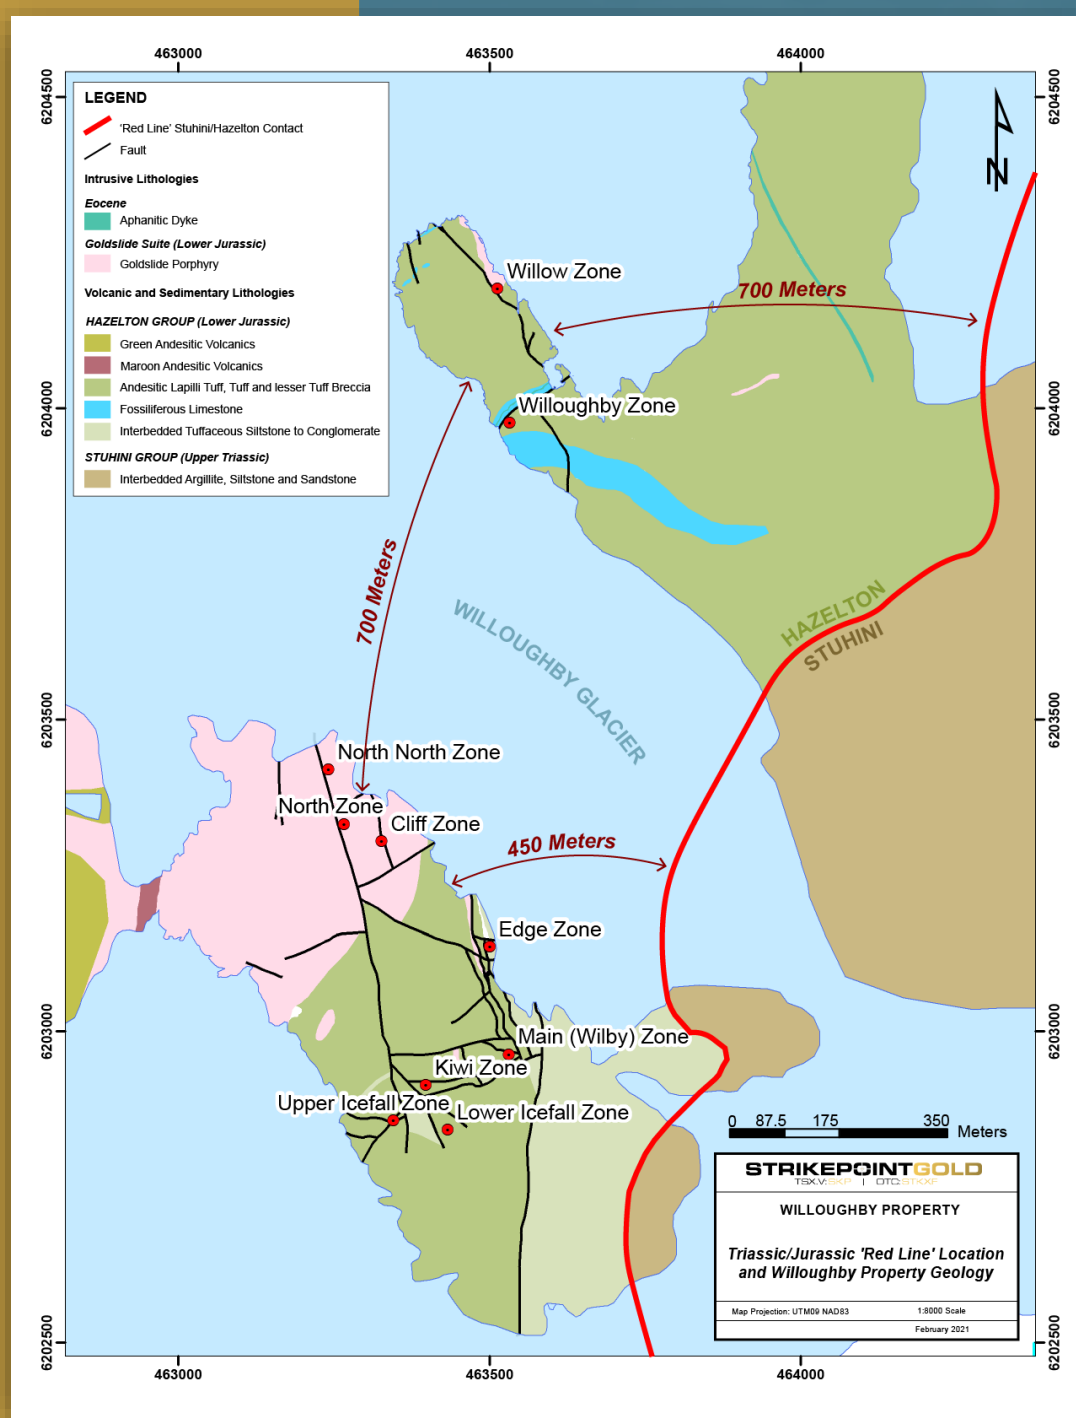 463000 463500 464000
6204500
6204000
6203500
6203000
6202500
6204500
6204000
6203500
6203000
6202500
LEGEND
'Red Line' Stuhini/Hazelton Contact
Fault
Intrusive Lithologies
Eocene
Aphanitic Dyke
Goldslide Suite (Lower Jurassic)
Goldslide Porphyry
Volcanic and Sedimentary Lithologies
HAZELTON GROUP (Lower Jurassic)
Green Andesitic Volcanics
Maroon Andesitic Volcanics
Andesitic Lapilli Tuff, Tuff and lesser Tuff Breccia
Fossiliferous Limestone
Interbedded Tuffaceous Siltstone to Conglomerate
STUHINI GROUP (Upper Triassic)
Interbedded Argillite, Siltstone and Sandstone
N
Willow Zone
700 Meters
Willoughby Zone
700 Meters
WILLOUGHBY GLACIER
HAZELTON
STUHINI
North North Zone
North Zone
Cliff Zone
450 Meters
Edge Zone
Main (Wilby) Zone
Kiwi Zone
Upper Icefall Zone
Lower Icefall Zone
0 87.5 175 350
Meters
STRIKEPOINTGOLD
TSX.V:SKP | OTC:STKXF
WILLOUGHBY PROPERTY
Triassic/Jurassic 'Red Line' Location
and Willoughby Property Geology
Map Projection: UTM09 NAD83 1:8000 Scale
February 2021
463000 463500 464000